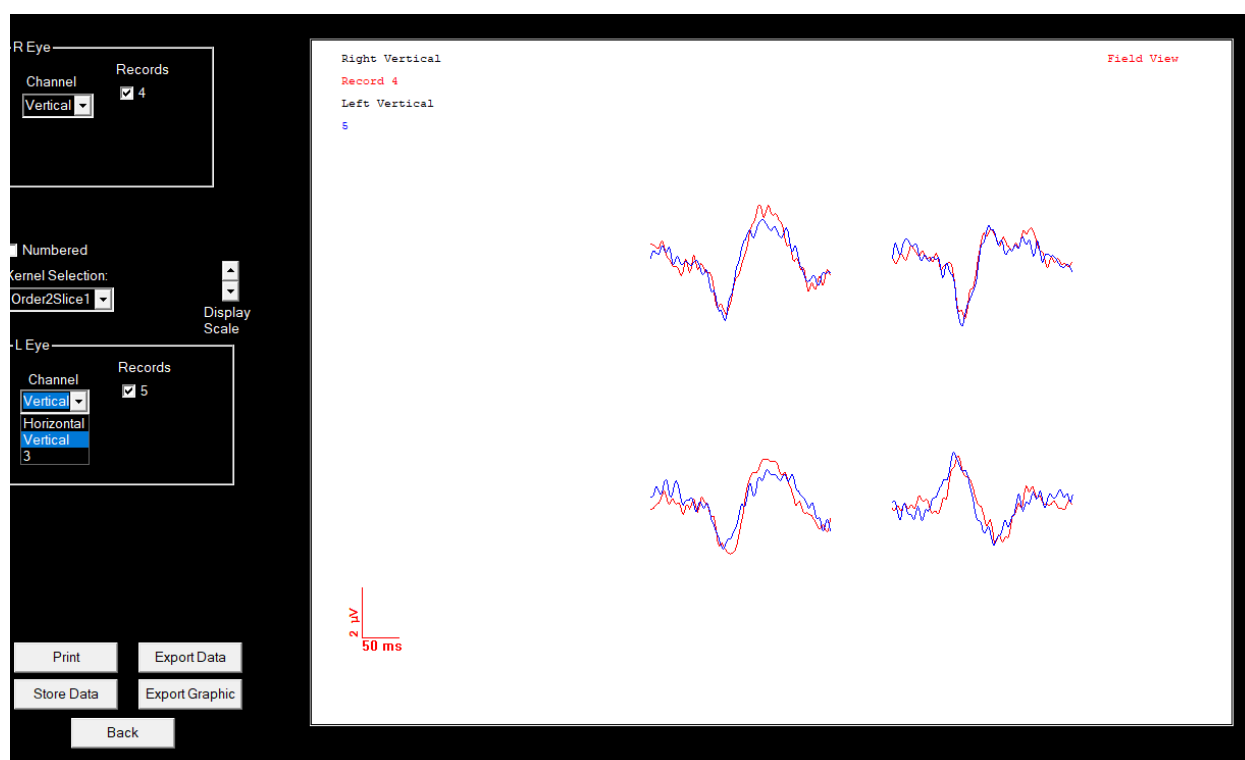 R Eye
Channel
Records
Vertical
4
Numbered
Kernel Selection:
Order2Slice1
Display
Scale
L Eye
Channel
Records
Vertical
5
Horizontal
Vertical
3
Print
Export Data
Store Data
Export Graphic
Back
Right Vertical
Field View
Record 4
Left Vertical
5
2 µV
50 ms